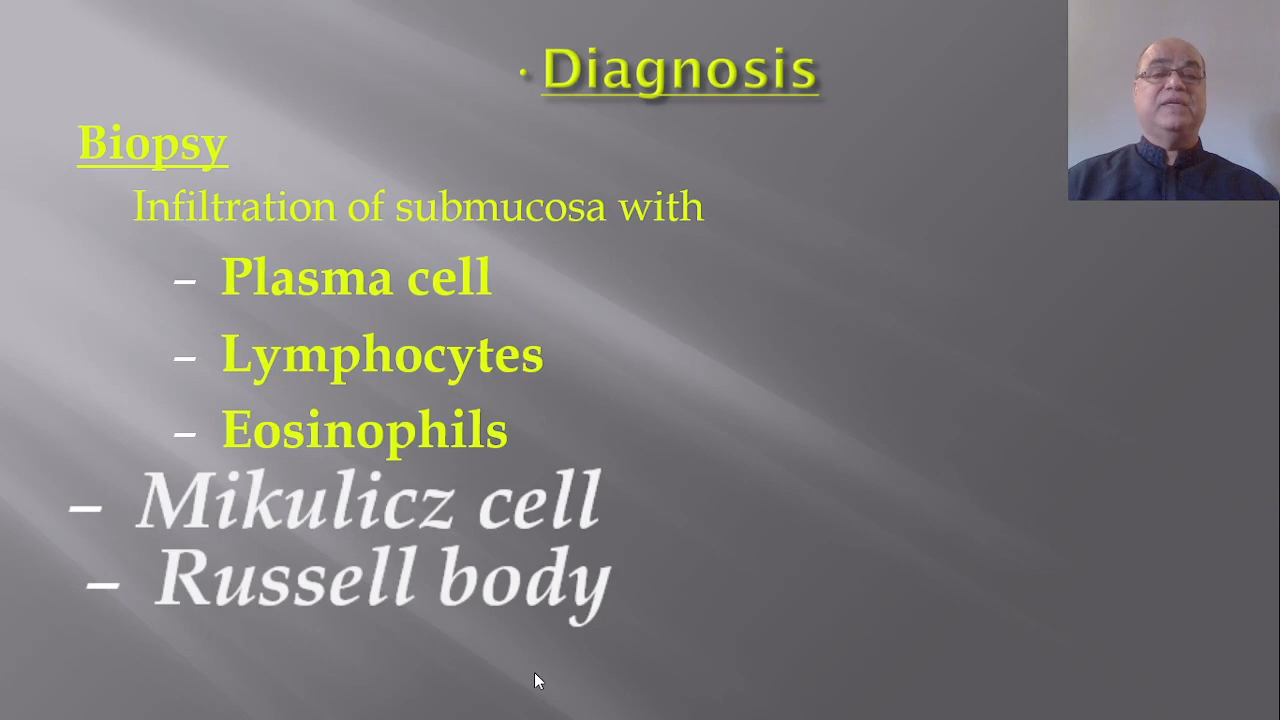 · Diagnosis
Biopsy
Infiltration of submucosa with
– Plasma cell
– Lymphocytes
– Eosinophils
– Mikulicz cell
– Russell body